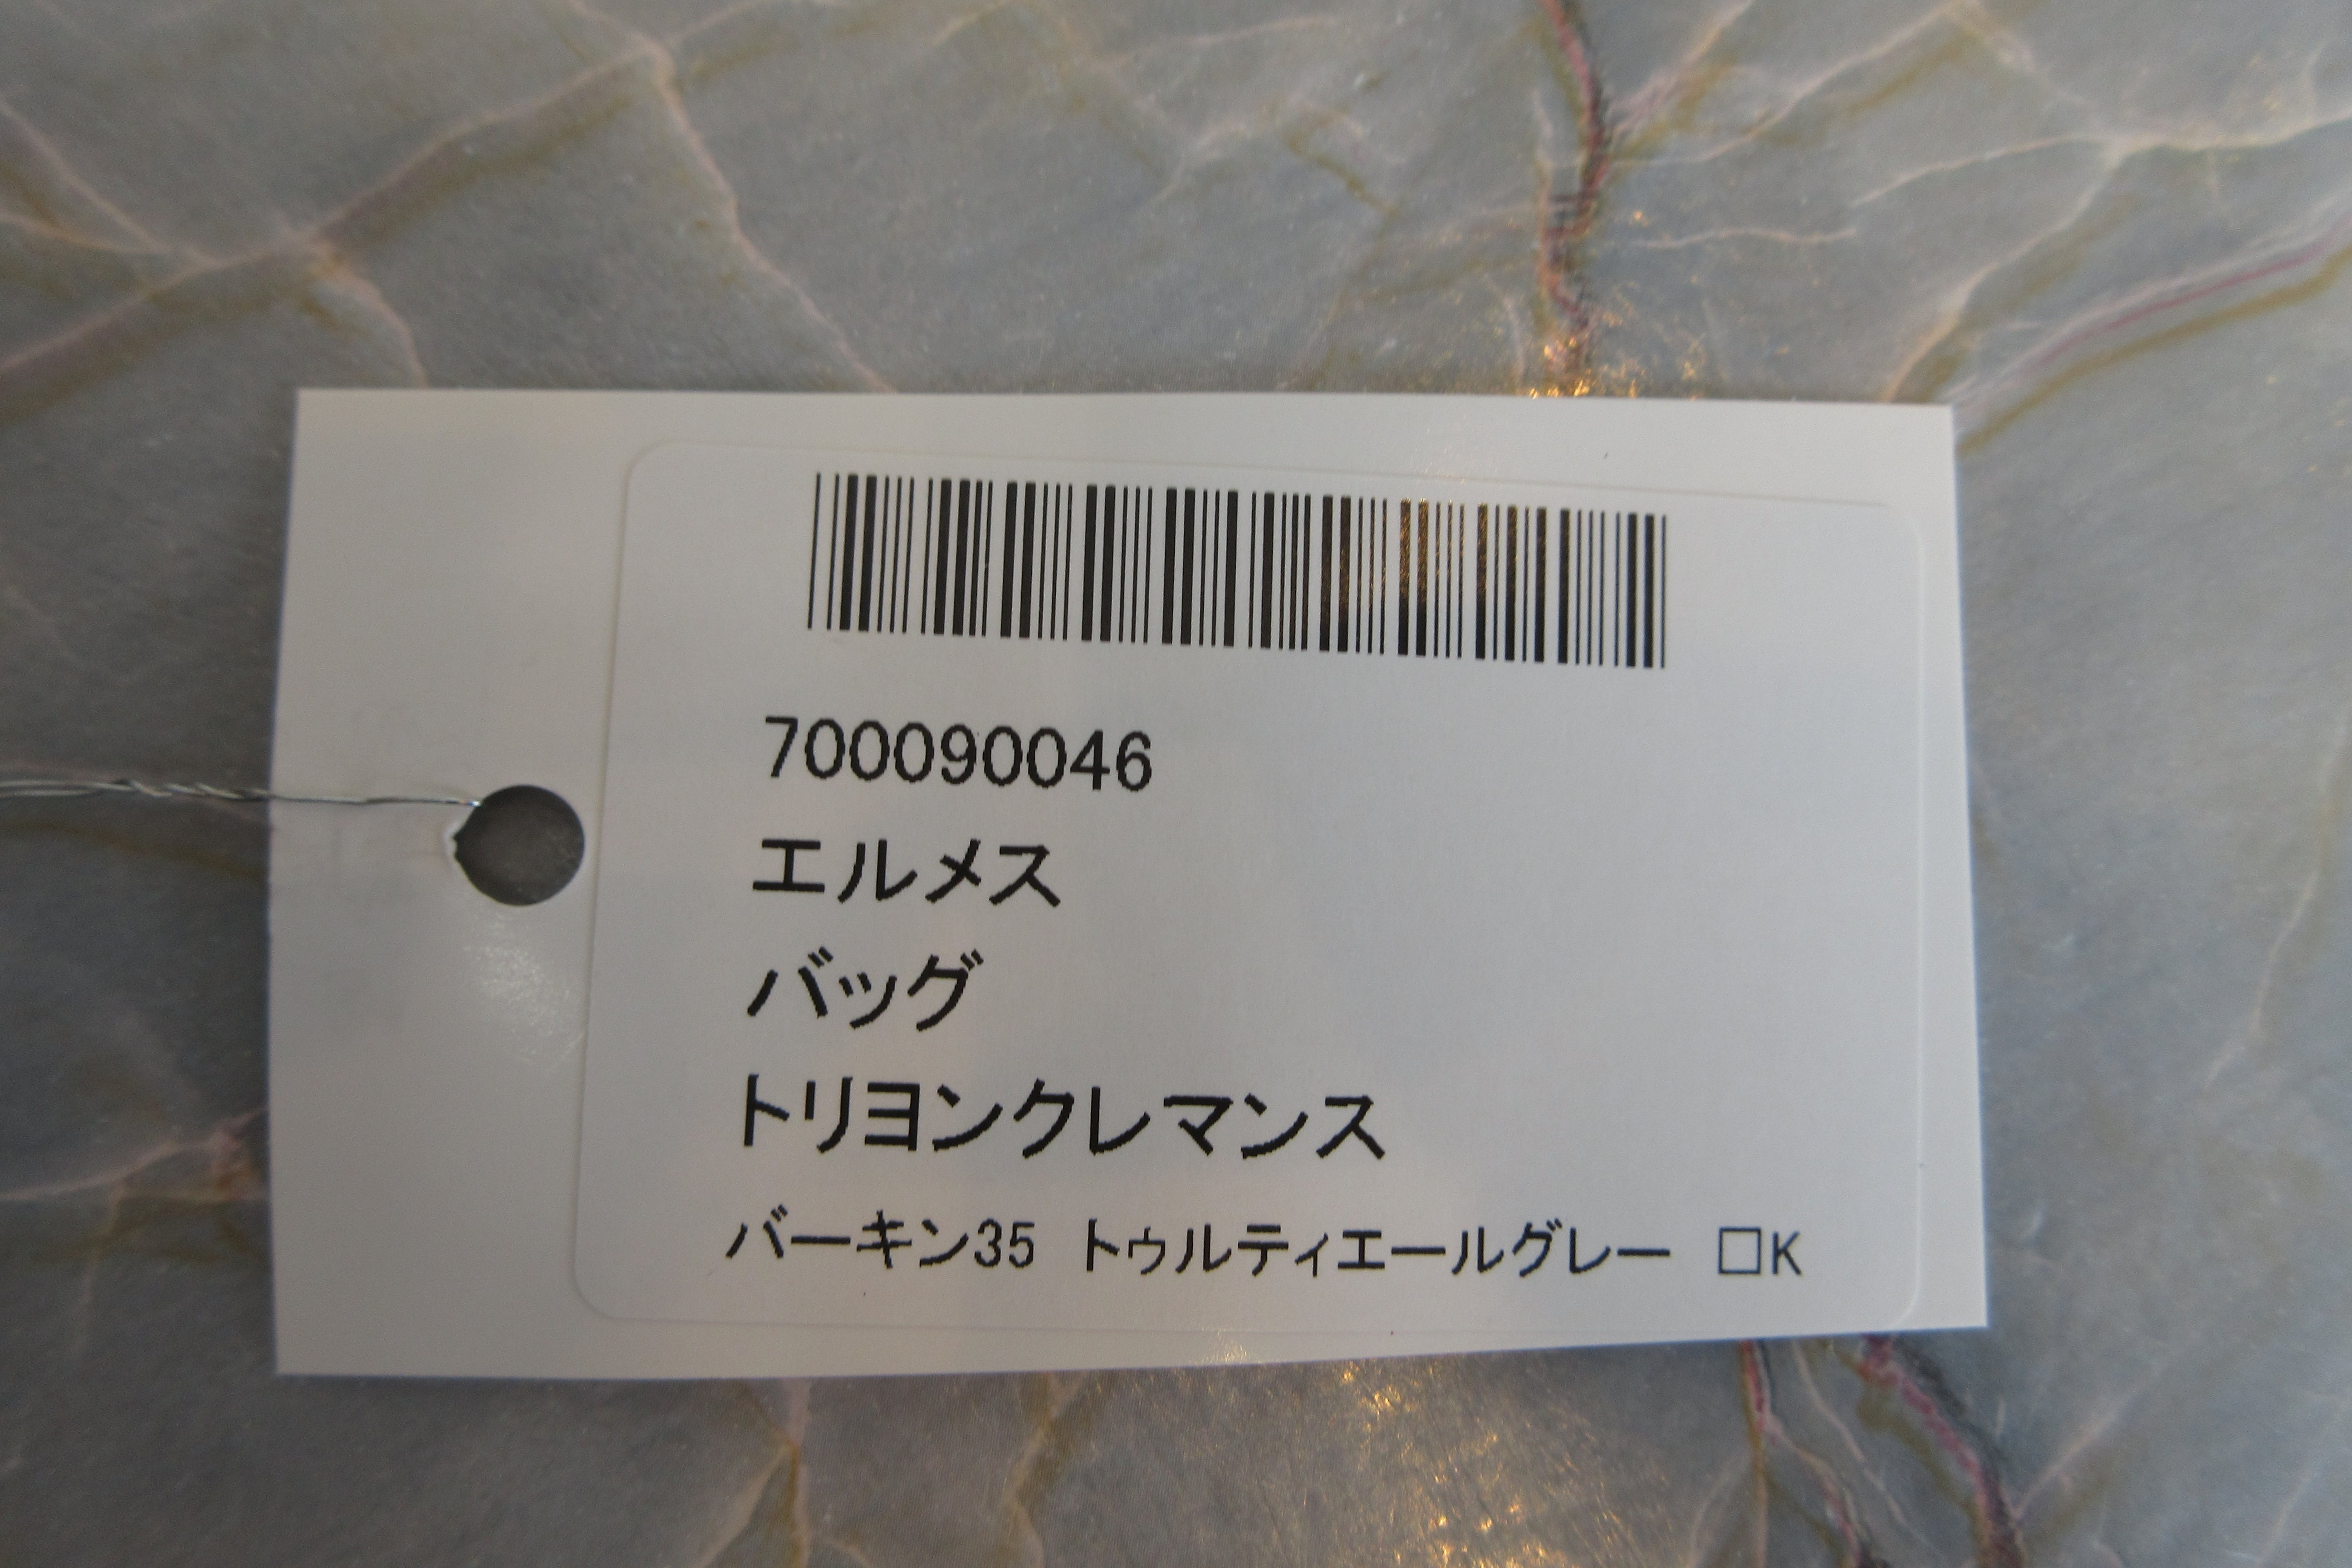 700090046
エルメス
バッグ
トリヨンクレマンス
バーキン35 トゥルティエールグレー □K